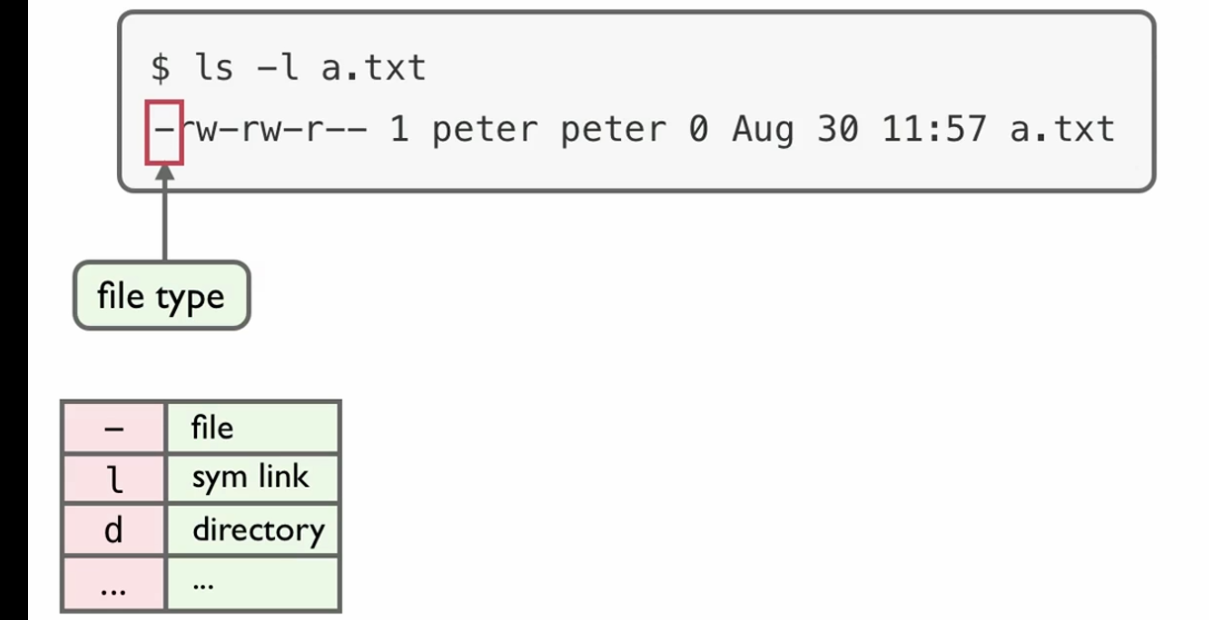 $ ls -l a.txt
-rw-rw-r-- 1 peter peter 0 Aug 30 11:57 a.txt
file type
- file
l sym link
d directory
... ...